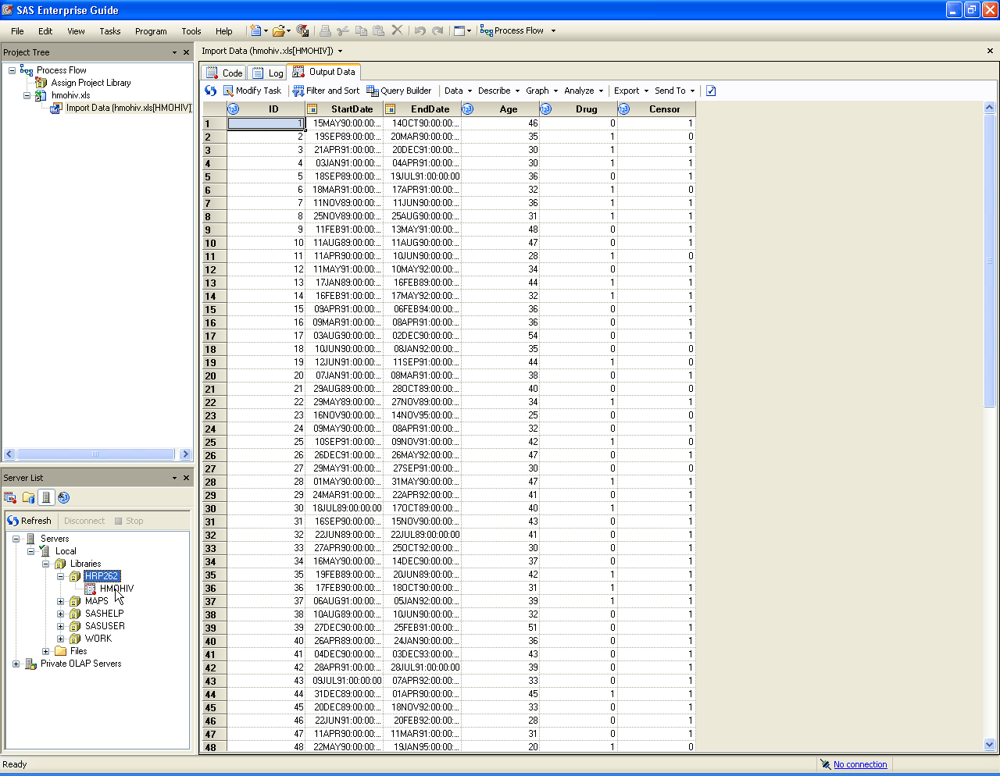 SAS Enterprise Guide
File Edit View Tasks Program Tools Help Process Flow
Project Tree
Process Flow
Assign Project Library
hmohiv.xls
Import Data (hmohiv.xls[HMOHIV]
Server List
Refresh Disconnect Stop
Servers
Local
Libraries
HRP262
HMOHIV
MAPS
SASHELP
SASUSER
WORK
Files
Private OLAP Servers
Import Data (hmohiv.xls[HMOHIV])
Code Log Output Data
Modify Task Filter and Sort Query Builder Data Describe Graph Analyze Export Send To
ID StartDate EndDate Age Drug Censor
1 1 15MAY90:00:00:... 14OCT90:00:00:... 46 0 1
2 2 19SEP89:00:00:... 20MAR90:00:00:... 35 1 0
3 3 21APR91:00:00:... 20DEC91:00:00:... 30 1 1
4 4 03JAN91:00:00:... 04APR91:00:00:... 30 1 1
5 5 18SEP89:00:00:... 19JUL91:00:00:00 36 0 1
6 6 18MAR91:00:00:... 17APR91:00:00:... 32 1 0
7 7 11NOV89:00:00:... 11JUN90:00:00:... 36 1 1
8 8 25NOV89:00:00:... 25AUG90:00:00:... 31 1 1
9 9 11FEB91:00:00:... 13MAY91:00:00:... 48 0 1
10 10 11AUG89:00:00:... 11AUG90:00:00:... 47 0 1
11 11 11APR90:00:00:... 10JUN90:00:00:... 28 1 0
12 12 11MAY91:00:00:... 10MAY92:00:00:... 34 0 1
13 13 17JAN89:00:00:... 16FEB89:00:00:... 44 1 1
14 14 16FEB91:00:00:... 17MAY92:00:00:... 32 1 1
15 15 09APR91:00:00:... 06FEB94:00:00:... 36 0 1
16 16 09MAR91:00:00:... 08APR91:00:00:... 36 0 1
17 17 03AUG90:00:00:... 02DEC90:00:00:... 54 0 1
18 18 10JUN90:00:00:... 08JAN92:00:00:... 35 0 0
19 19 12JUN91:00:00:... 11SEP91:00:00:... 44 1 0
20 20 07JAN91:00:00:... 08MAR91:00:00:... 38 0 1
21 21 29AUG89:00:00:... 28OCT89:00:00:... 40 0 0
22 22 29MAY89:00:00:... 27NOV89:00:00:... 34 1 1
23 23 16NOV90:00:00:... 14NOV95:00:00:... 25 0 0
24 24 09MAY90:00:00:... 08APR91:00:00:... 32 0 1
25 25 10SEP91:00:00:... 09NOV91:00:00:... 42 1 0
26 26 26DEC91:00:00:... 26MAY92:00:00:... 47 0 1
27 27 29MAY91:00:00:... 27SEP91:00:00:... 30 0 0
28 28 01MAY90:00:00:... 31MAY90:00:00:... 47 1 1
29 29 24MAR91:00:00:... 22APR92:00:00:... 41 0 1
30 30 18JUL89:00:00:00 17OCT89:00:00:... 40 1 1
31 31 16SEP90:00:00:... 15NOV90:00:00:... 43 0 1
32 32 22JUN89:00:00:... 22JUL89:00:00:00 41 0 1
33 33 27APR90:00:00:... 25OCT92:00:00:... 30 0 1
34 34 16MAY90:00:00:... 14DEC90:00:00:... 37 0 1
35 35 19FEB89:00:00:... 20JUN89:00:00:... 42 1 1
36 36 17FEB90:00:00:... 18OCT90:00:00:... 31 1 1
37 37 06AUG91:00:00:... 05JAN92:00:00:... 39 1 1
38 38 10AUG89:00:00:... 10JUN90:00:00:... 32 0 1
39 39 27DEC90:00:00:... 25FEB91:00:00:... 51 0 1
40 40 26APR89:00:00:... 24JAN90:00:00:... 36 0 1
41 41 04DEC90:00:00:... 03DEC93:00:00:... 43 0 1
42 42 28APR91:00:00:... 28JUL91:00:00:00 39 0 1
43 43 09JUL91:00:00:00 07APR92:00:00:... 33 0 1
44 44 31DEC89:00:00:... 01APR90:00:00:... 45 1 1
45 45 20DEC89:00:00:... 18NOV92:00:00:... 33 0 1
46 46 22JUN91:00:00:... 20FEB92:00:00:... 28 0 1
47 47 11APR90:00:00:... 11MAR91:00:00:... 31 0 1
48 48 22MAY90:00:00:... 19JAN95:00:00:... 20 1 0
Ready No connection